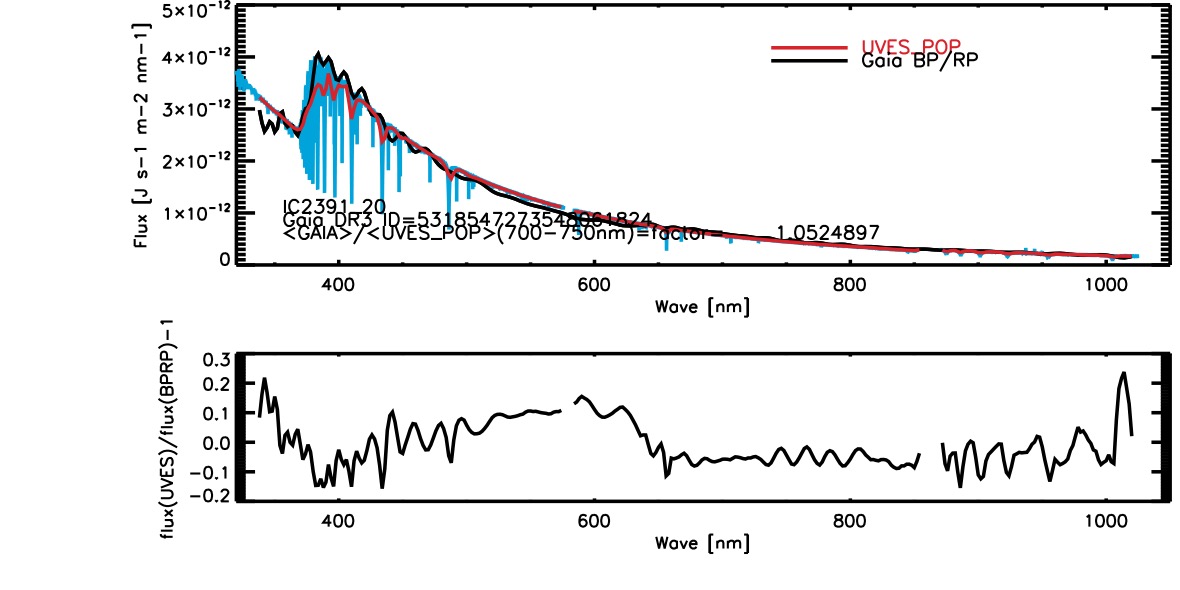 5×10−12
4×10−12
3×10−12
2×10−12
1×10−12
0
Flux [J s−1 m−2 nm−1]
UVES_POP
Gaia BP/RP
IC2391_20
<GAIA>/<UVES_POP>(700−730nm)=factor = 1.0524897
400 600 800 1000
Wave [nm]
0.3
0.2
0.1
0.0
−0.1
−0.2
flux(UVES)/flux(BPRP)−1
400 600 800 1000
Wave [nm]